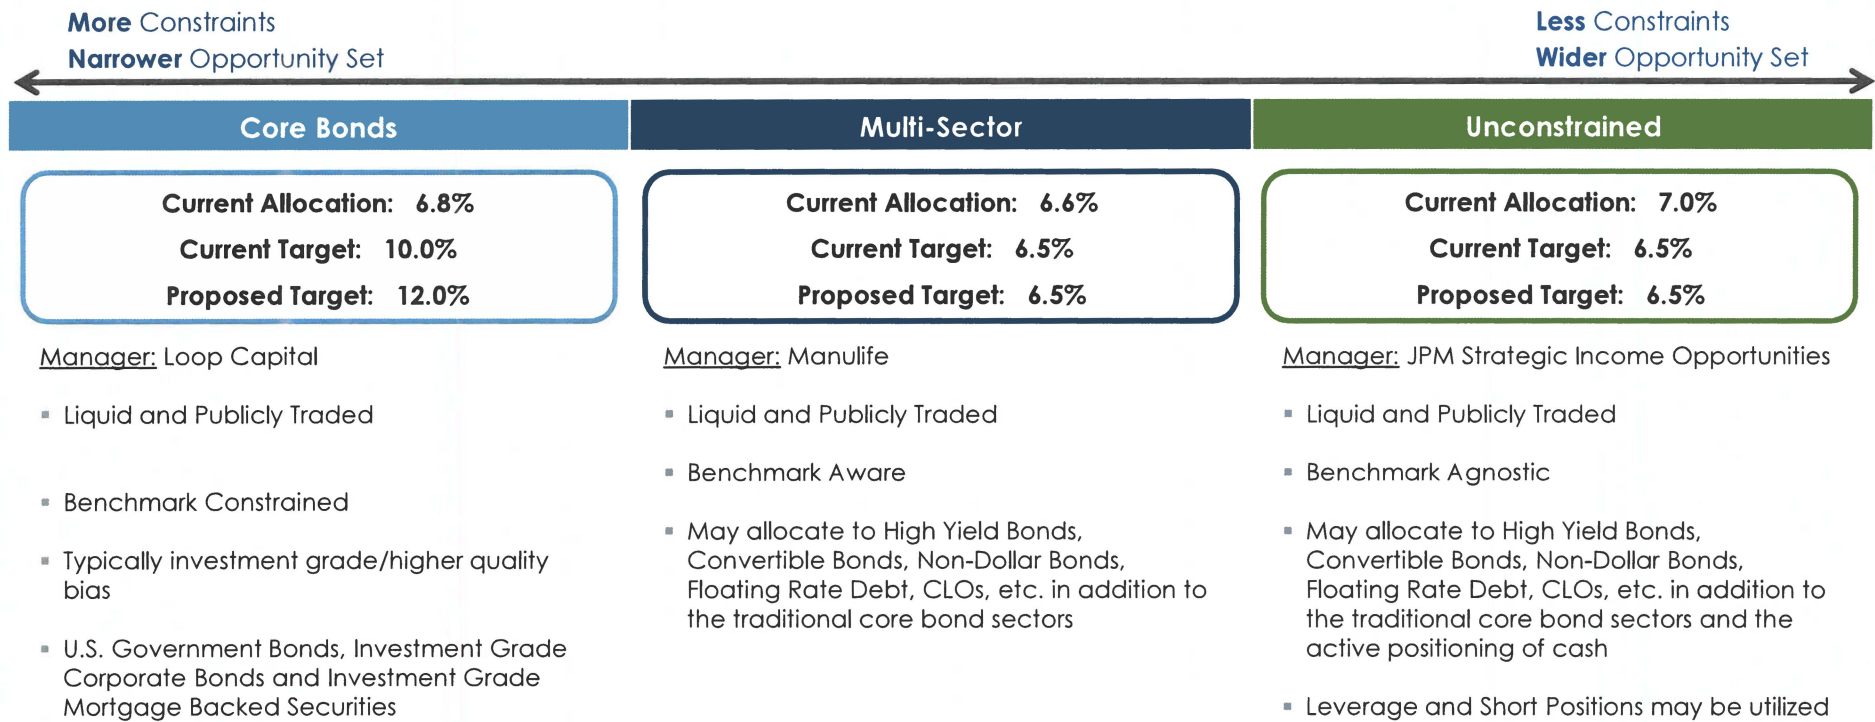 More Constraints
Narrower Opportunity Set
Less Constraints
Wider Opportunity Set
Core Bonds
Current Allocation: 6.8%
Current Target: 10.0%
Proposed Target: 12.0%
Manager: Loop Capital
▪ Liquid and Publicly Traded
▪ Benchmark Constrained
▪ Typically investment grade/higher quality
bias
▪ U.S. Government Bonds, Investment Grade
Corporate Bonds and Investment Grade
Mortgage Backed Securities
Multi-Sector
Current Allocation: 6.6%
Current Target: 6.5%
Proposed Target: 6.5%
Manager: Manulife
▪ Liquid and Publicly Traded
▪ Benchmark Aware
▪ May allocate to High Yield Bonds,
Convertible Bonds, Non-Dollar Bonds,
Floating Rate Debt, CLOs, etc. in addition to
the traditional core bond sectors
Unconstrained
Current Allocation: 7.0%
Current Target: 6.5%
Proposed Target: 6.5%
Manager: JPM Strategic Income Opportunities
▪ Liquid and Publicly Traded
▪ Benchmark Agnostic
▪ May allocate to High Yield Bonds,
Convertible Bonds, Non-Dollar Bonds,
Floating Rate Debt, CLOs, etc. in addition to
the traditional core bond sectors and the
active positioning of cash
▪ Leverage and Short Positions may be utilized